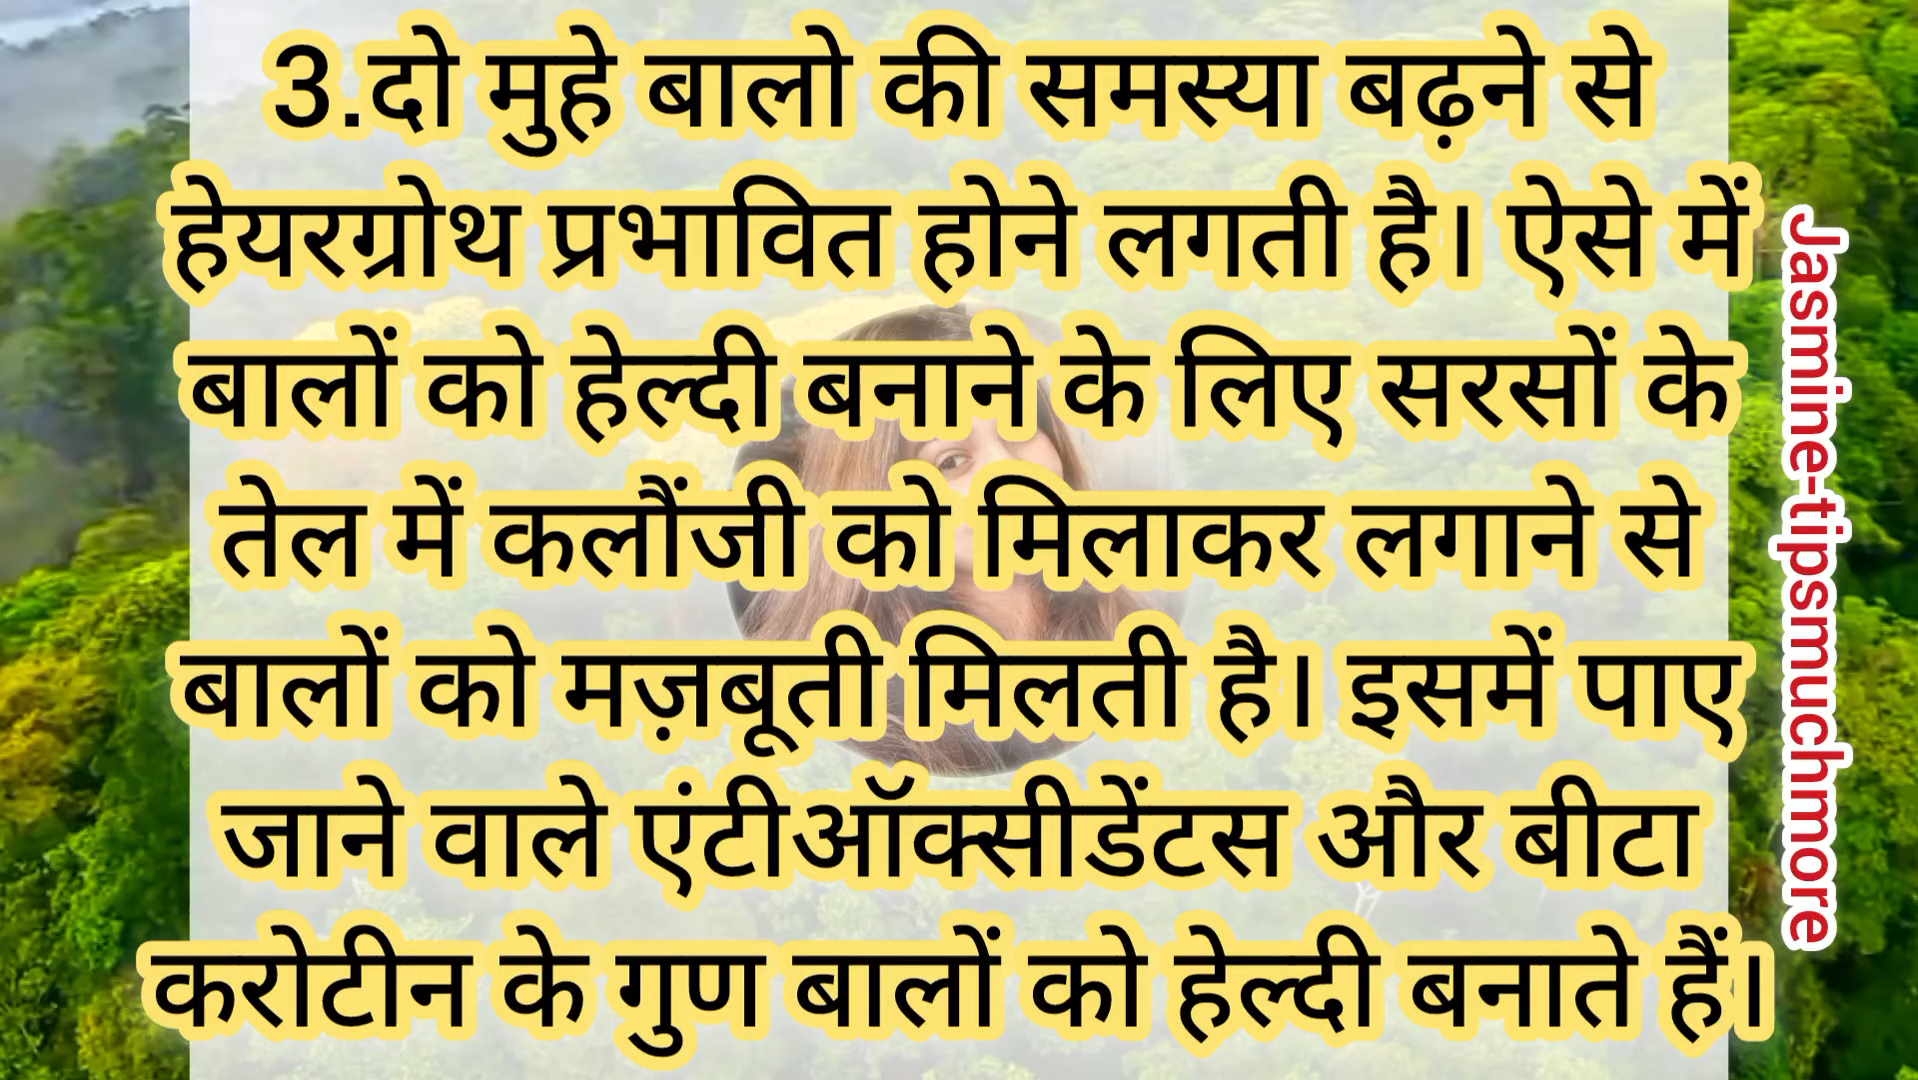 3.दो मुहे बालो की समस्या बढ़ने से
हेयरग्रोथ प्रभावित होने लगती है। ऐसे में
बालों को हेल्दी बनाने के लिए सरसों के
तेल में कलौंजी को मिलाकर लगाने से
बालों को मज़बूती मिलती है। इसमें पाए
जाने वाले एंटीऑक्सीडेंटस और बीटा
करोटीन के गुण बालों को हेल्दी बनाते हैं।
Jasmine-tipsmuchmore